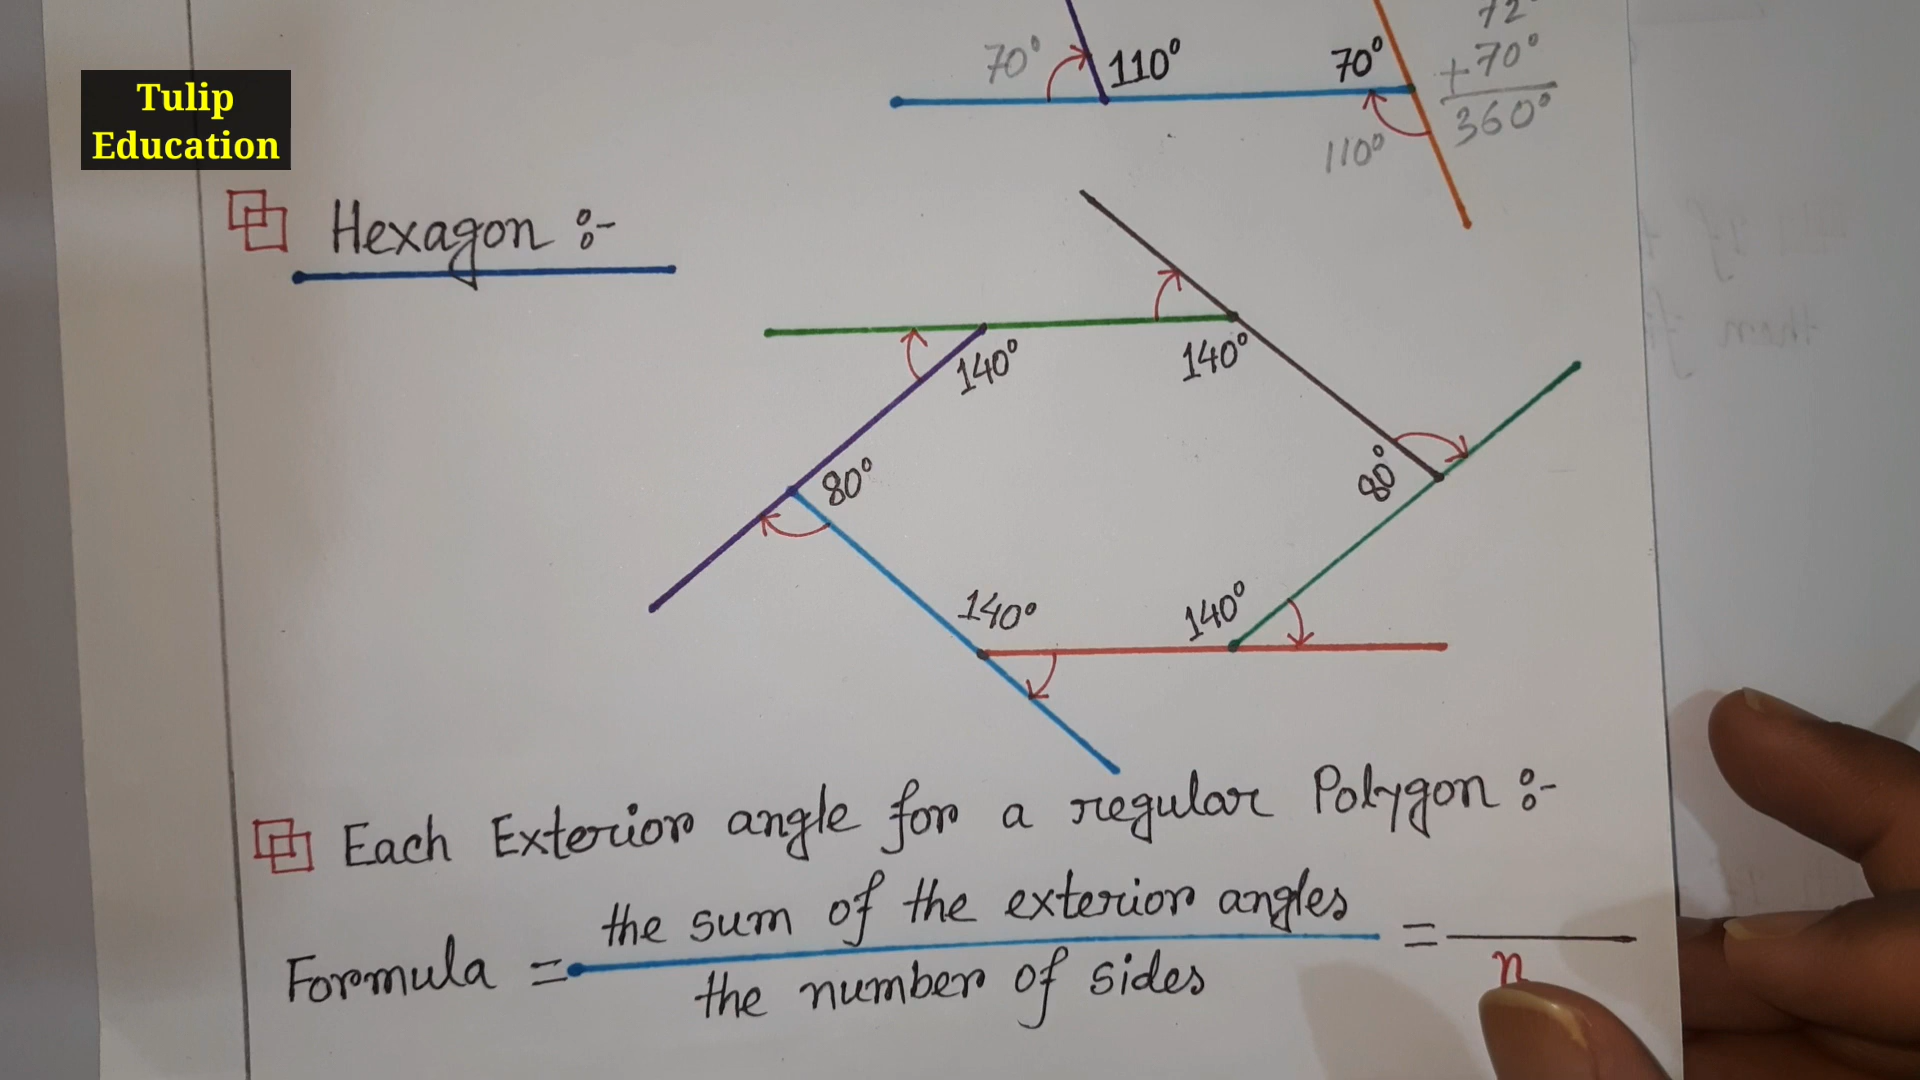 Tulip
Education
70°
110°
70°
72°
+70°
360°
110°
Hexagon :-
140°
140°
80°
80°
140°
140°
Each Exterior angle for a regular Polygon :-
Formula = the sum of the exterior angles
the number of sides
=
n